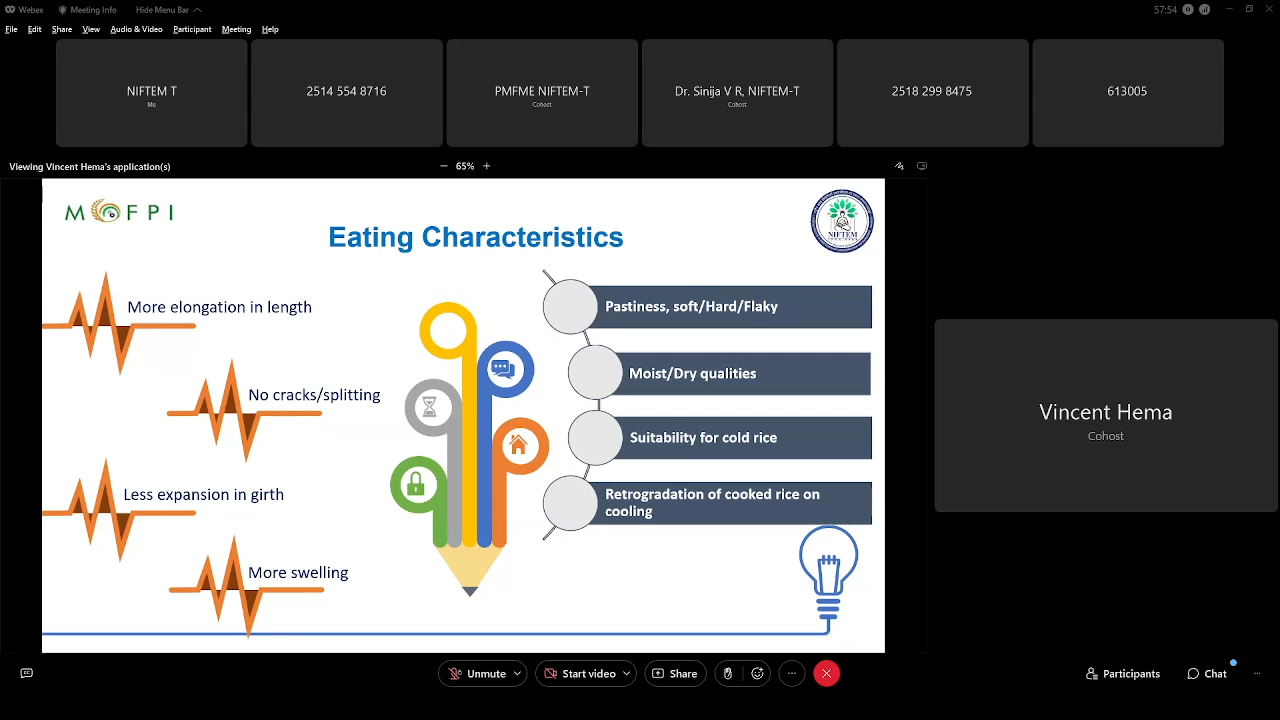 Webex
Meeting Info
Hide Menu Bar
57:54
File Edit Share View Audio & Video Participant Meeting Help
NIFTEM T
Me
2514 554 8716
PMFME NIFTEM-T
Cohost
Dr. Sinija V R, NIFTEM-T
Cohost
2518 299 8475
613005
Viewing Vincent Hema's application(s)
65%
M FPI
NIFTEM
Eating Characteristics
More elongation in length
No cracks/splitting
Less expansion in girth
More swelling
Pastiness, soft/Hard/Flaky
Moist/Dry qualities
Suitability for cold rice
Retrogradation of cooked rice on
cooling
Vincent Hema
Cohost
Unmute
Start video
Share
Participants
Chat